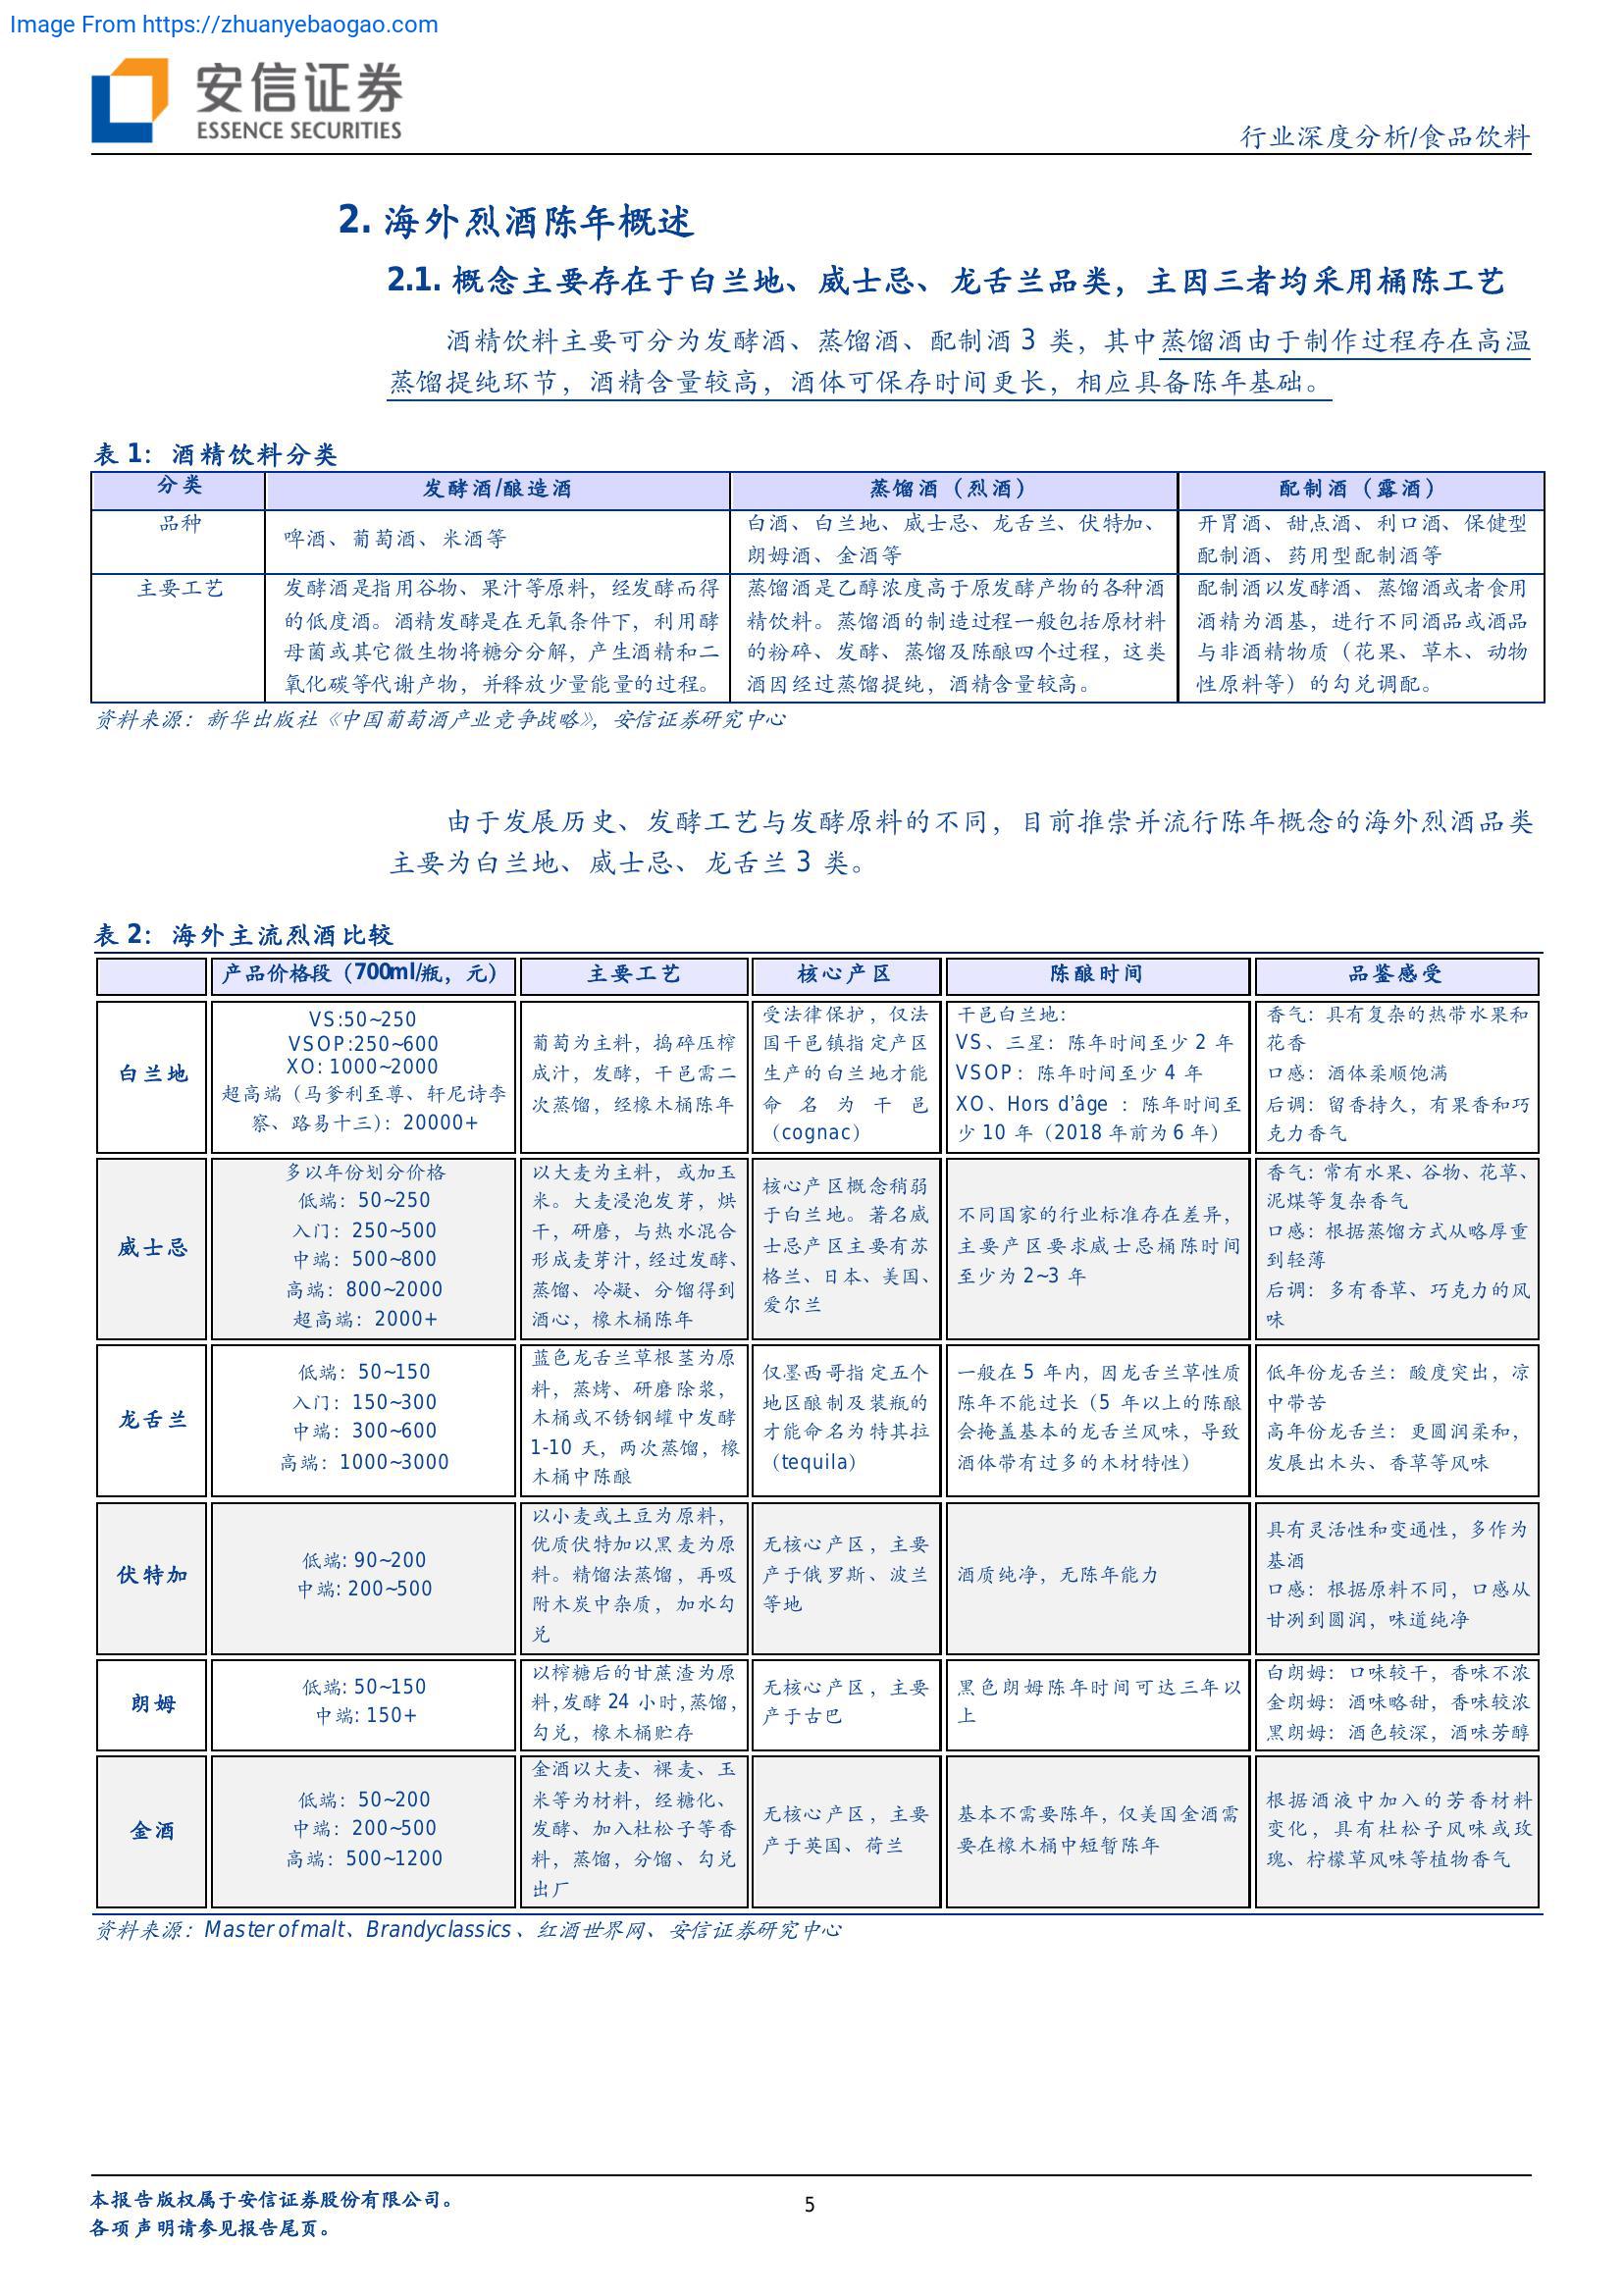 Image From https://zhuanyebaogao.com
安信证券
ESSENCE SECURITIES
行业深度分析/食品饮料
2. 海外烈酒陈年概述
2.1. 概念主要存在于白兰地、威士忌、龙舌兰品类，主因三者均采用桶陈工艺
酒精饮料主要可分为发酵酒、蒸馏酒、配制酒 3 类，其中蒸馏酒由于制作过程存在高温
蒸馏提纯环节，酒精含量较高，酒体可保存时间更长，相应具备陈年基础。
表 1：酒精饮料分类
分类
发酵酒/酿造酒
蒸馏酒（烈酒）
配制酒（露酒）
品种
啤酒、葡萄酒、米酒等
白酒、白兰地、威士忌、龙舌兰、伏特加、
朗姆酒、金酒等
开胃酒、甜点酒、利口酒、保健型
配制酒、药用型配制酒等
主要工艺
发酵酒是指用谷物、果汁等原料，经发酵而得
的低度酒。酒精发酵是在无氧条件下，利用酵
母菌或其它微生物将糖分分解，产生酒精和二
氧化碳等代谢产物，并释放少量能量的过程。
蒸馏酒是乙醇浓度高于原发酵产物的各种酒
精饮料。蒸馏酒的制造过程一般包括原材料
的粉碎、发酵、蒸馏及陈酿四个过程，这类
酒因经过蒸馏提纯，酒精含量较高。
配制酒以发酵酒、蒸馏酒或者食用
酒精为酒基，进行不同酒品或酒品
与非酒精物质（花果、草木、动物
性原料等）的勾兑调配。
资料来源：新华出版社《中国葡萄酒产业竞争战略》，安信证券研究中心
由于发展历史、发酵工艺与发酵原料的不同，目前推崇并流行陈年概念的海外烈酒品类
主要为白兰地、威士忌、龙舌兰 3 类。
表 2：海外主流烈酒比较
产品价格段（700ml/瓶，元）
主要工艺
核心产区
陈酿时间
品鉴感受
白兰地
VS:50~250
VSOP:250~600
XO: 1000~2000
超高端（马爹利至尊、轩尼诗李
察、路易十三）：20000+
葡萄为主料，捣碎压榨
成汁，发酵，干邑需二
次蒸馏，经橡木桶陈年
受法律保护，仅法
国干邑镇指定产区
生产的白兰地才能
命名为干邑
（cognac）
干邑白兰地：
VS、三星：陈年时间至少 2 年
VSOP：陈年时间至少 4 年
XO、Hors d’âge ：陈年时间至
少 10 年（2018 年前为 6 年）
香气：具有复杂的热带水果和
花香
口感：酒体柔顺饱满
后调：留香持久，有果香和巧
克力香气
威士忌
多以年份划分价格
低端：50~250
入门：250~500
中端：500~800
高端：800~2000
超高端：2000+
以大麦为主料，或加玉
米。大麦浸泡发芽，烘
干，研磨，与热水混合
形成麦芽汁，经过发酵、
蒸馏、冷凝、分馏得到
酒心，橡木桶陈年
核心产区概念稍弱
于白兰地。著名威
士忌产区主要有苏
格兰、日本、美国、
爱尔兰
不同国家的行业标准存在差异，
主要产区要求威士忌桶陈时间
至少为 2~3 年
香气：常有水果、谷物、花草、
泥煤等复杂香气
口感：根据蒸馏方式从略厚重
到轻薄
后调：多有香草、巧克力的风
味
龙舌兰
低端：50~150
入门：150~300
中端：300~600
高端：1000~3000
蓝色龙舌兰草根茎为原
料，蒸烤、研磨除浆，
木桶或不锈钢罐中发酵
1-10 天，两次蒸馏，橡
木桶中陈酿
仅墨西哥指定五个
地区酿制及装瓶的
才能命名为特其拉
（tequila）
一般在 5 年内，因龙舌兰草性质
陈年不能过长（5 年以上的陈酿
会掩盖基本的龙舌兰风味，导致
酒体带有过多的木材特性）
低年份龙舌兰：酸度突出，凉
中带苦
高年份龙舌兰：更圆润柔和，
发展出木头、香草等风味
伏特加
低端: 90~200
中端: 200~500
以小麦或土豆为原料，
优质伏特加以黑麦为原
料。精馏法蒸馏，再吸
附木炭中杂质，加水勾
兑
无核心产区，主要
产于俄罗斯、波兰
等地
酒质纯净，无陈年能力
具有灵活性和变通性，多作为
基酒
口感：根据原料不同，口感从
甘冽到圆润，味道纯净
朗姆
低端: 50~150
中端: 150+
以榨糖后的甘蔗渣为原
料，发酵 24 小时，蒸馏，
勾兑，橡木桶贮存
无核心产区，主要
产于古巴
黑色朗姆陈年时间可达三年以
上
白朗姆：口味较干，香味不浓
金朗姆：酒味略甜，香味较浓
黑朗姆：酒色较深，酒味芳醇
金酒
低端：50~200
中端：200~500
高端：500~1200
金酒以大麦、裸麦、玉
米等为材料，经糖化、
发酵、加入杜松子等香
料，蒸馏，分馏、勾兑
出厂
无核心产区，主要
产于英国、荷兰
基本不需要陈年，仅美国金酒需
要在橡木桶中短暂陈年
根据酒液中加入的芳香材料
变化，具有杜松子风味或玫
瑰、柠檬草风味等植物香气
资料来源：Master of malt、Brandyclassics、红酒世界网、安信证券研究中心
本报告版权属于安信证券股份有限公司。
各项声明请参见报告尾页。
5